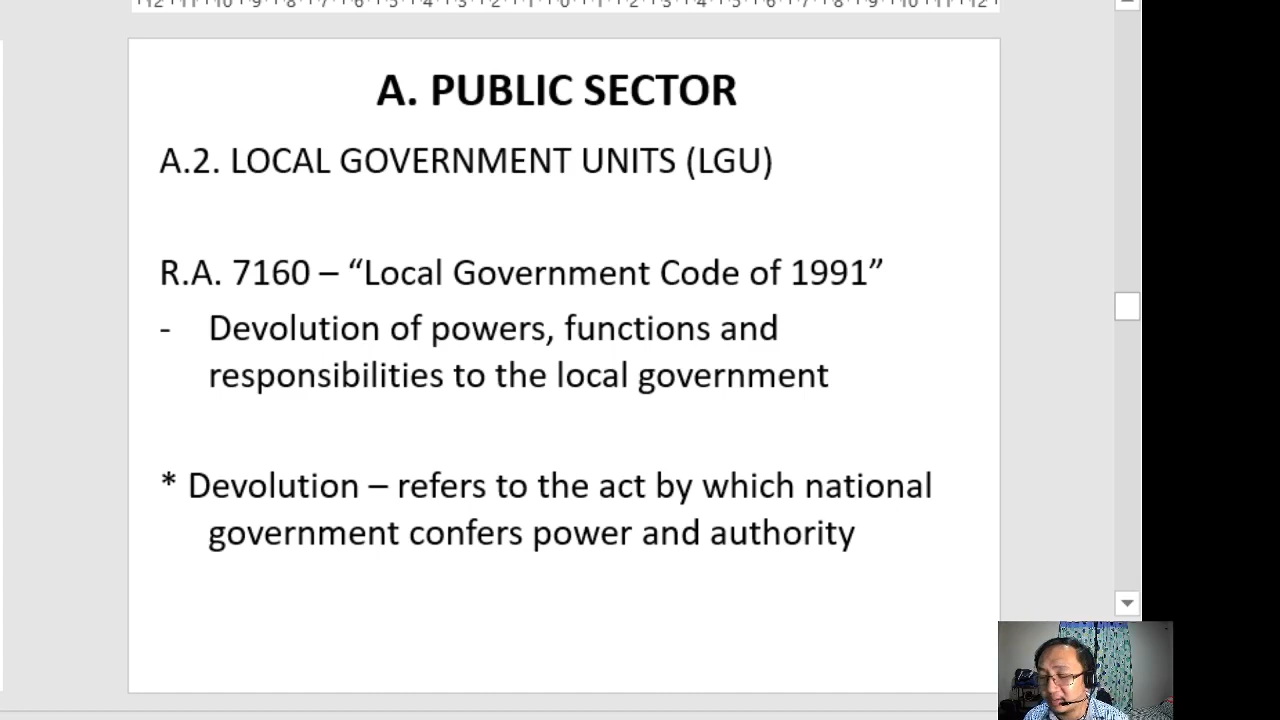 A. PUBLIC SECTOR
A.2. LOCAL GOVERNMENT UNITS (LGU)
R.A. 7160 – “Local Government Code of 1991”
- Devolution of powers, functions and
responsibilities to the local government
* Devolution – refers to the act by which national
government confers power and authority